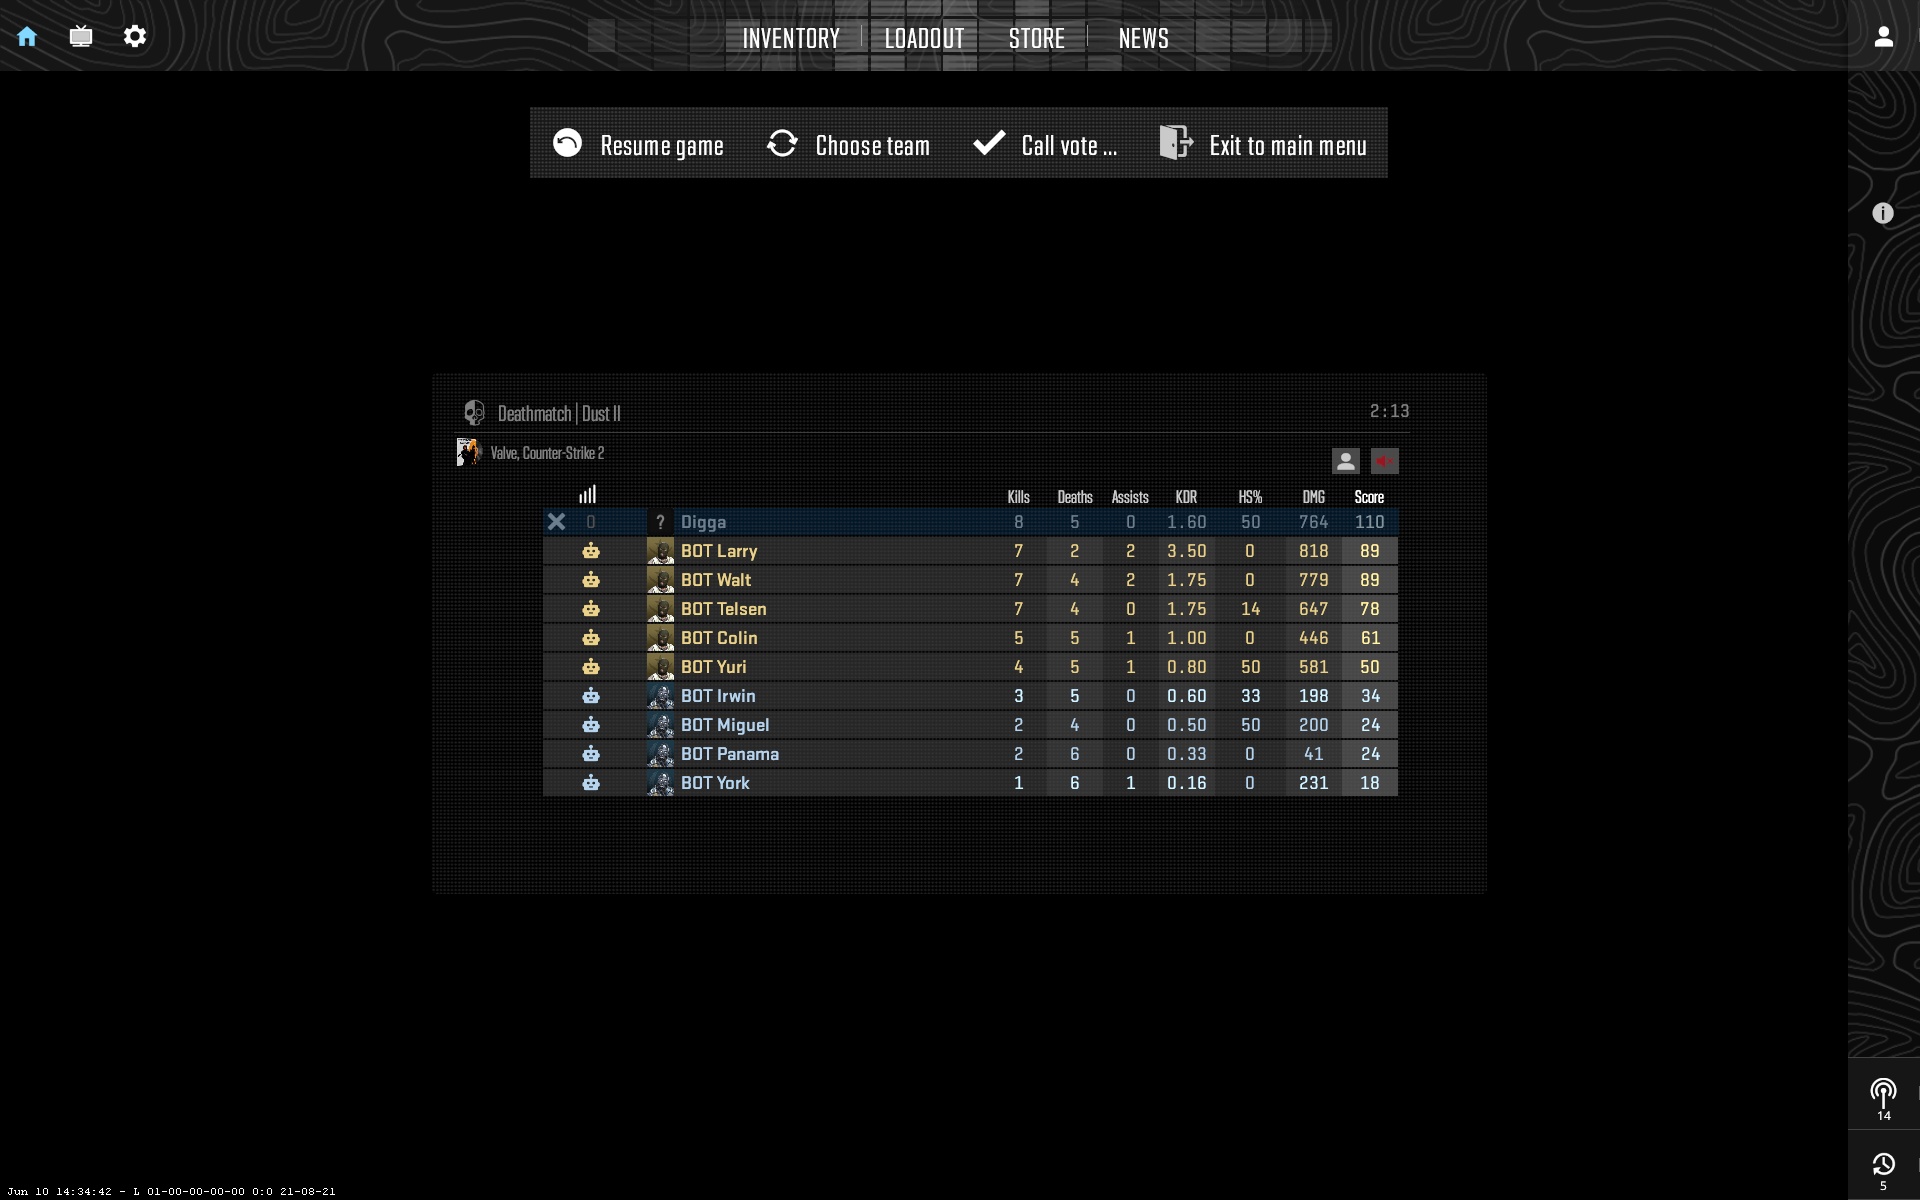 INVENTORY LOADOUT STORE NEWS
Resume game Choose team Call vote ... Exit to main menu
Deathmatch | Dust II 2:13
Valve, Counter-Strike 2
Kills Deaths Assists KDR HS% DMG Score
0 ? Digga 8 5 0 1.60 50 764 110
BOT Larry 7 2 2 3.50 0 818 89
BOT Walt 7 4 2 1.75 0 779 89
BOT Telsen 7 4 0 1.75 14 647 78
BOT Colin 5 5 1 1.00 0 446 61
BOT Yuri 4 5 1 0.80 50 581 50
BOT Irwin 3 5 0 0.60 33 198 34
BOT Miguel 2 4 0 0.50 50 200 24
BOT Panama 2 6 0 0.33 0 41 24
BOT York 1 6 1 0.16 0 231 18
14
5
Jun 10 14:34:42 - L 01-00-00-00-00 0:0 21-08-21